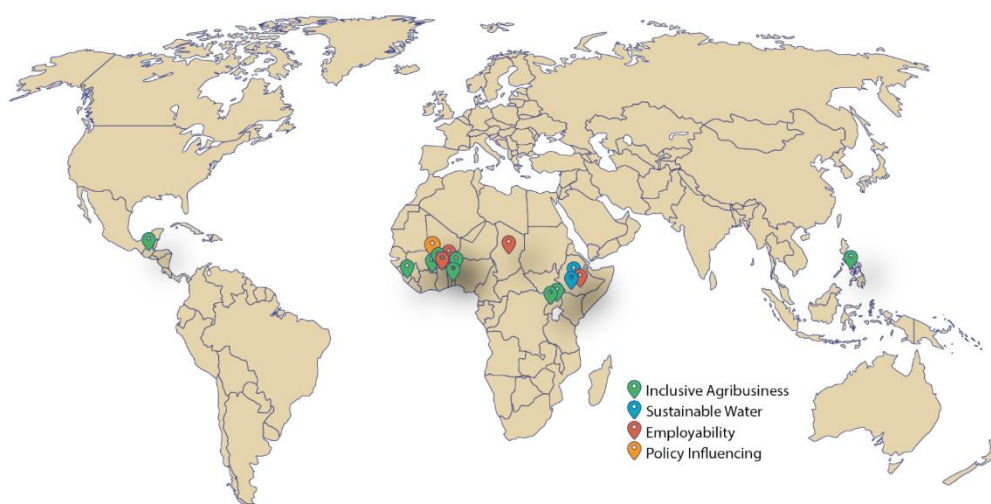 Inclusive Agribusiness
Sustainable Water
Employability
Policy Influencing